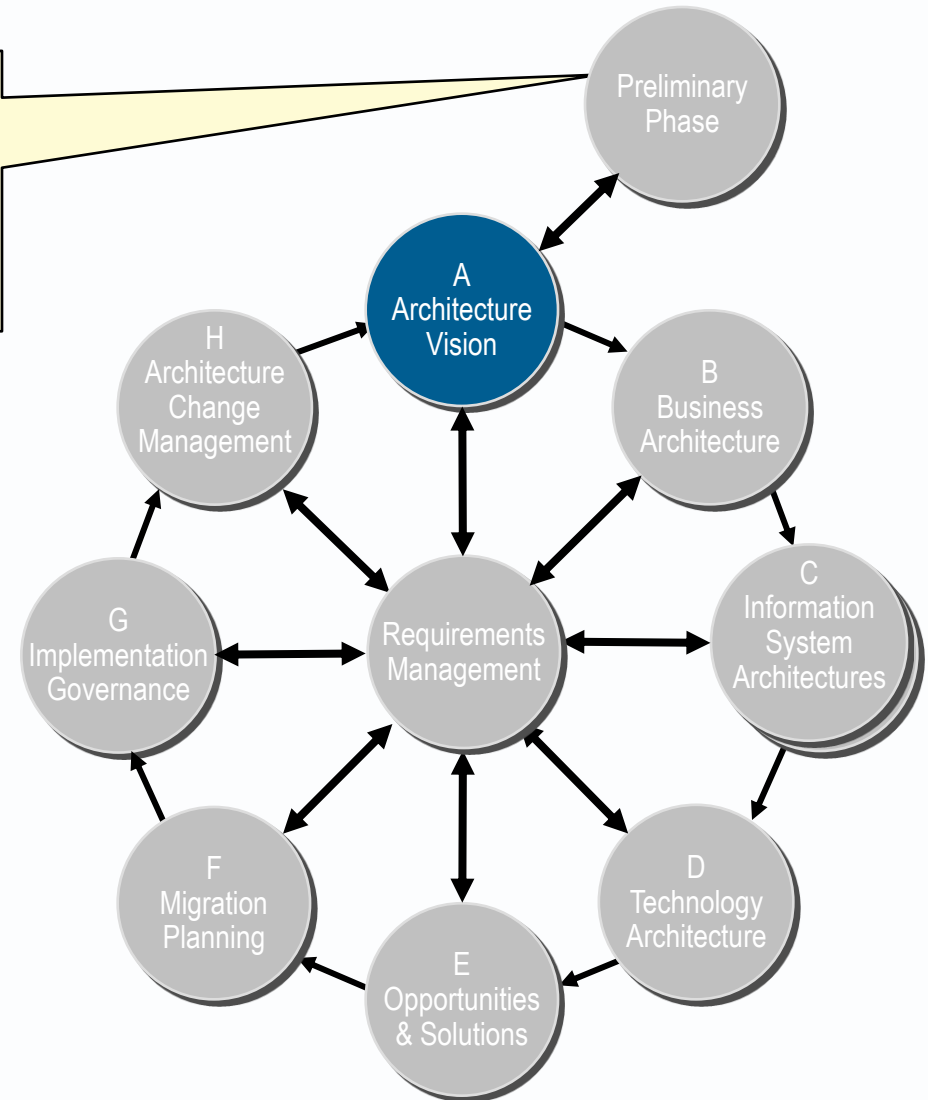 Preliminary
Phase
A
Architecture
Vision
H
Architecture
Change
Management
B
Business
Architecture
G
Implementation
Governance
Requirements
Management
C
Information
System
Architectures
F
Migration
Planning
D
Technology
Architecture
E
Opportunities
& Solutions